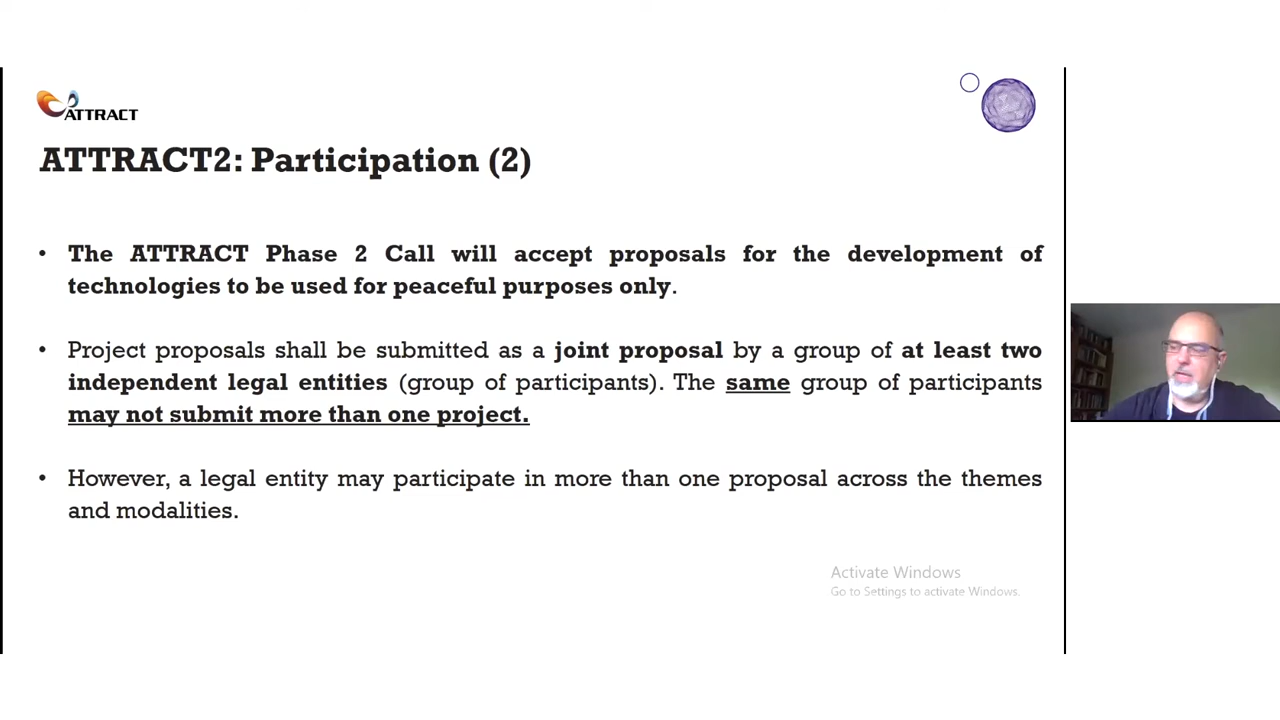 ATTRACT
ATTRACT2: Participation (2)
• The ATTRACT Phase 2 Call will accept proposals for the development of
technologies to be used for peaceful purposes only.
• Project proposals shall be submitted as a joint proposal by a group of at least two
independent legal entities (group of participants). The same group of participants
may not submit more than one project.
• However, a legal entity may participate in more than one proposal across the themes
and modalities.
Activate Windows
Go to Settings to activate Windows.